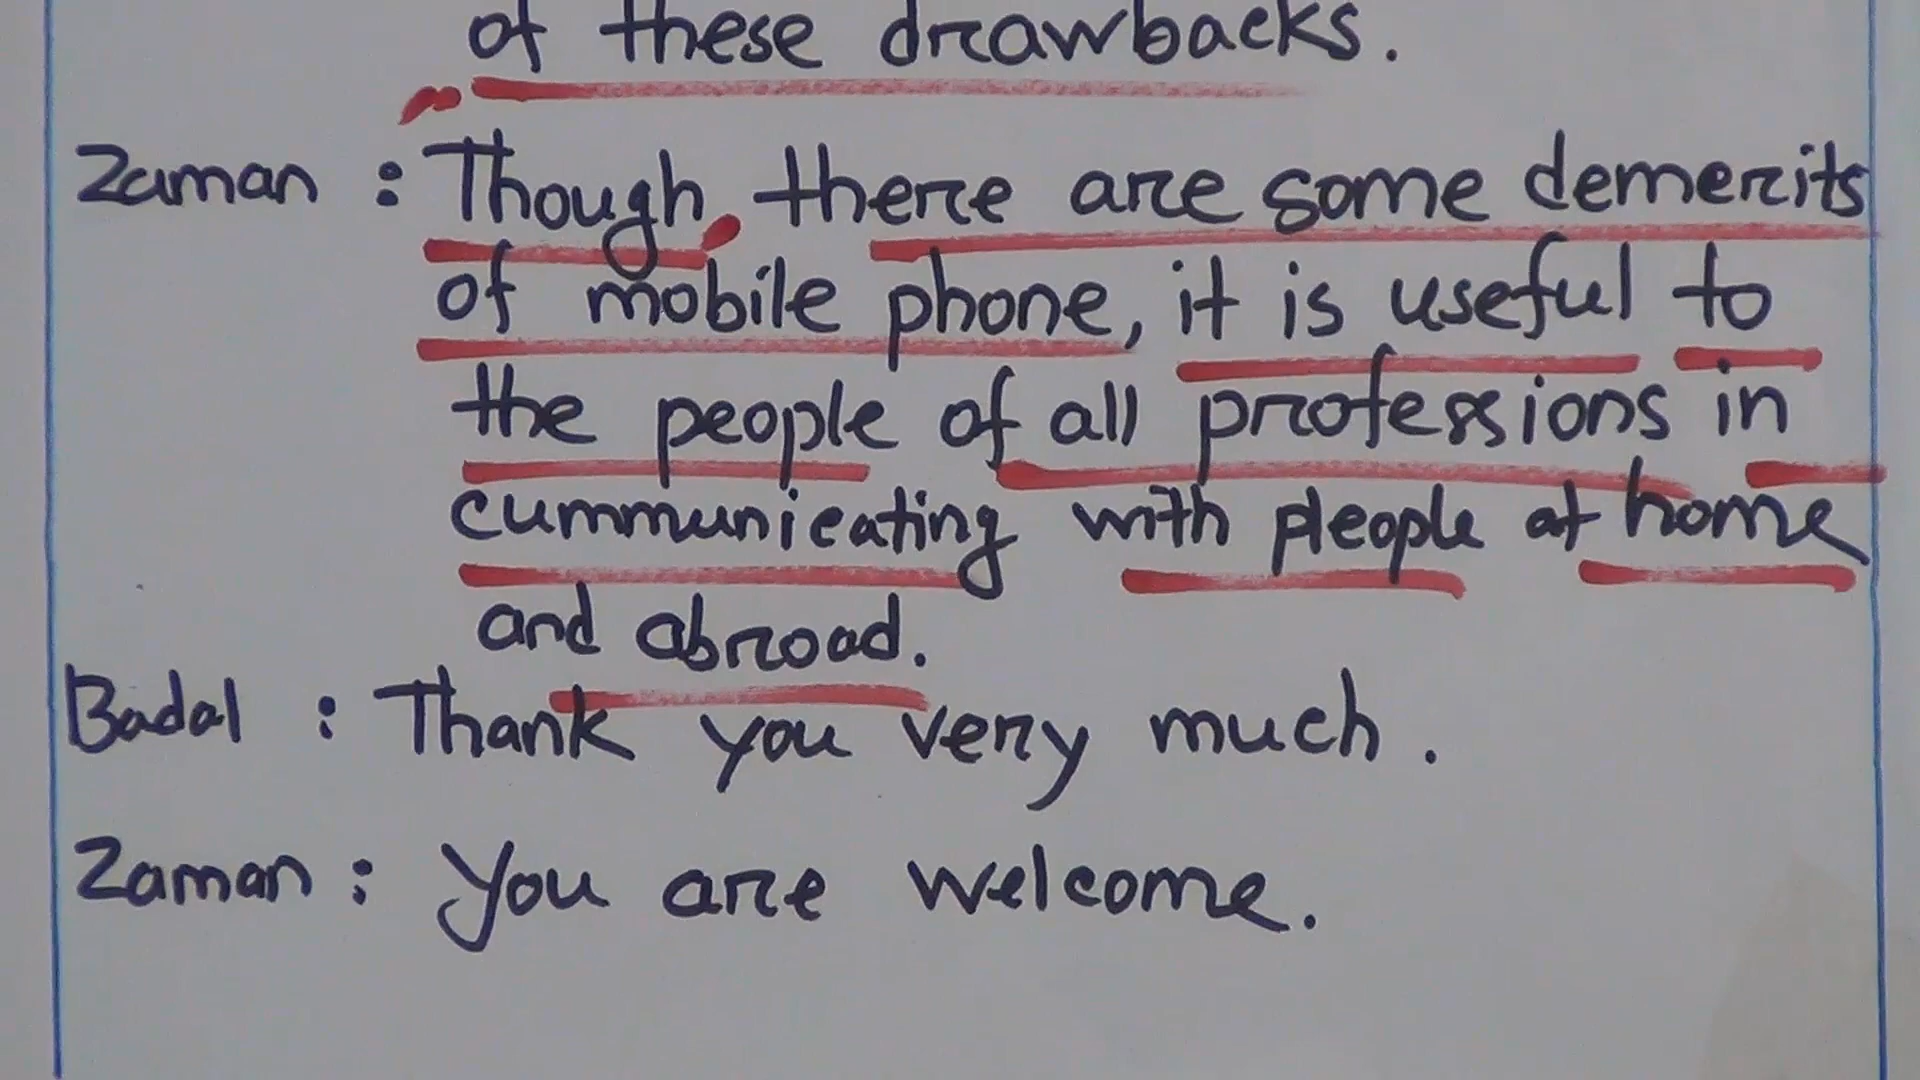 of these drawbacks.
Zaman : Though, there are some demerits
of mobile phone, it is useful to
the people of all professions in
cummunicating with pleople at home
and abroad.
Badal : Thank you very much.
Zaman : You are welcome.